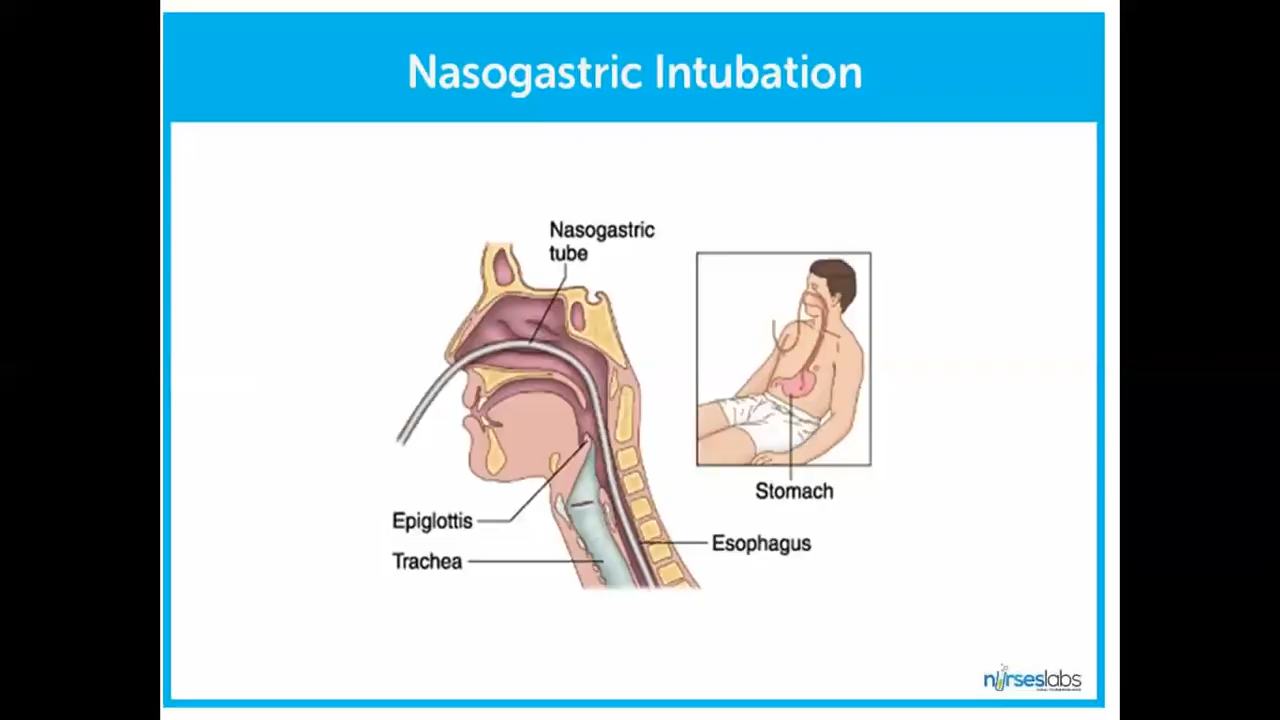 Nasogastric Intubation
Nasogastric
tube
Stomach
Epiglottis
Esophagus
Trachea
nurseslabs